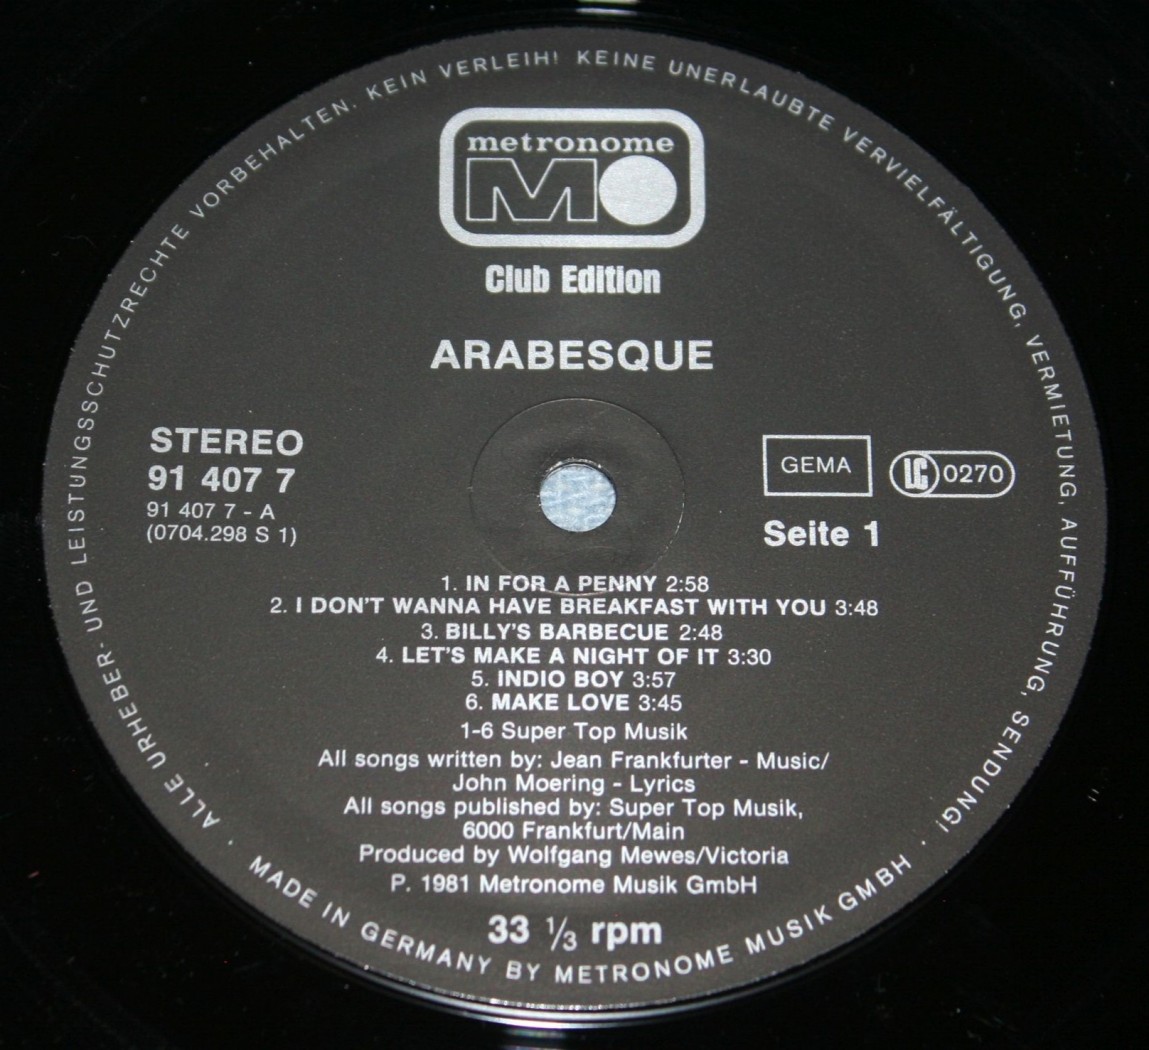 metronome
MO
Club Edition
ARABESQUE
STEREO
91 407 7
91 407 7 - A
(0704.298 S 1)
GEMA
LC 0270
Seite 1
1. IN FOR A PENNY 2:58
2. I DON'T WANNA HAVE BREAKFAST WITH YOU 3:48
3. BILLY'S BARBECUE 2:48
4. LET'S MAKE A NIGHT OF IT 3:30
5. INDIO BOY 3:57
6. MAKE LOVE 3:45
1-6 Super Top Musik
All songs written by: Jean Frankfurter - Music/
John Moering - Lyrics
All songs published by: Super Top Musik,
6000 Frankfurt/Main
Produced by Wolfgang Mewes/Victoria
P. 1981 Metronome Musik GmbH
33 1/3 rpm
ALLE URHEBER- UND LEISTUNGSSCHUTZRECHTE VORBEHALTEN. KEIN VERLEIH! KEINE UNERLAUBTE VERVIELFÄLTIGUNG, VERMIETUNG, AUFFÜHRUNG, SENDUNG!
· MADE IN GERMANY BY METRONOME MUSIK GMBH ·